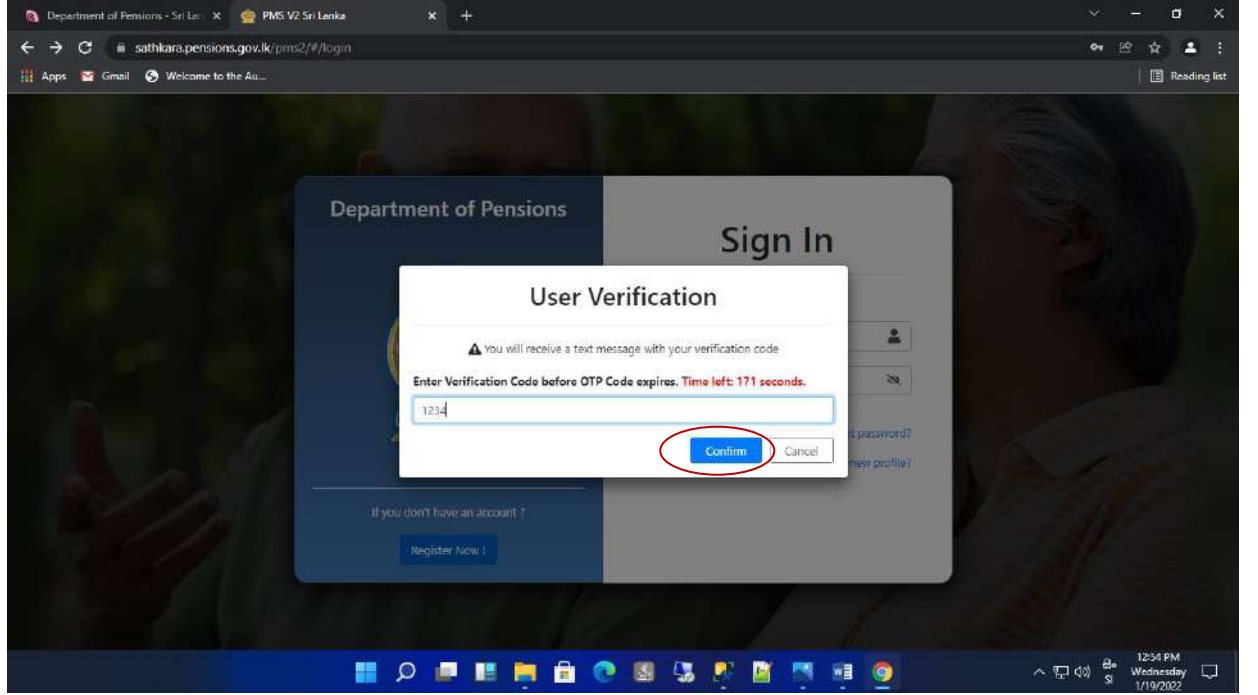 Department of Pensions - Sri Lan
PMS V2 Sri Lanka
sathkara.pensions.gov.lk/pms2/#/login
Apps
Gmail
Welcome to the Au...
Reading list
Department of Pensions
Sign In
User Verification
You will receive a text message with your verification code
Enter Verification Code before OTP Code expires. Time left: 171 seconds.
1234
Confirm
Cancel
t password?
new profile?
If you don't have an account ?
Register Now !
SI
12:54 PM
Wednesday
1/19/2022